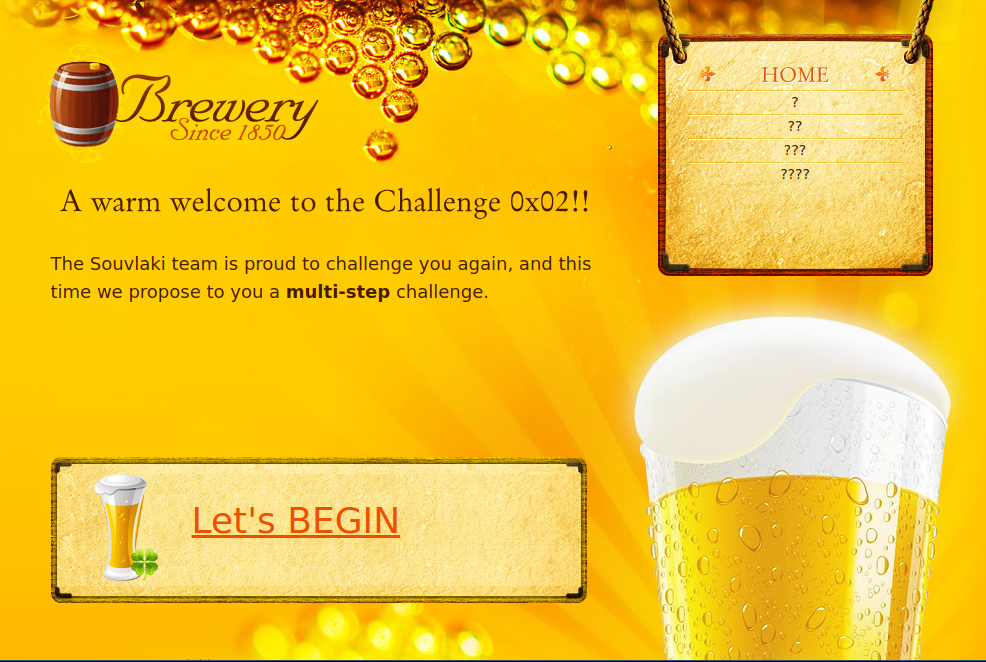 Brewery
Since 1850
HOME
?
??
???
????
A warm welcome to the Challenge 0x02!!
The Souvlaki team is proud to challenge you again, and this
time we propose to you a multi-step challenge.
Let's BEGIN